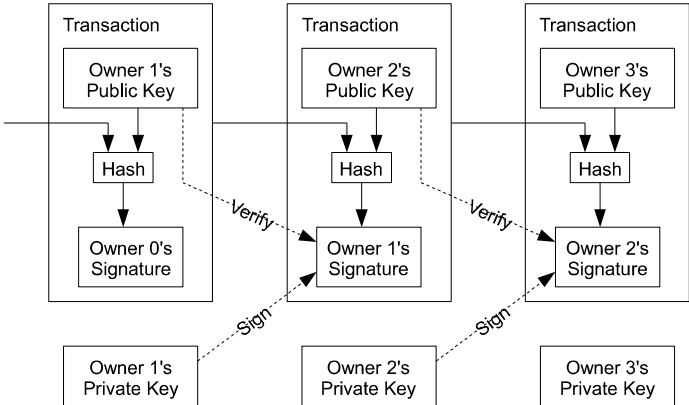 Transaction
Transaction
Transaction
Owner 1's
Public Key
Owner 2's
Public Key
Owner 3's
Public Key
Hash
Hash
Hash
Verify
Verify
Owner 0's
Signature
Owner 1's
Signature
Owner 2's
Signature
Sign
Sign
Owner 1's
Private Key
Owner 2's
Private Key
Owner 3's
Private Key